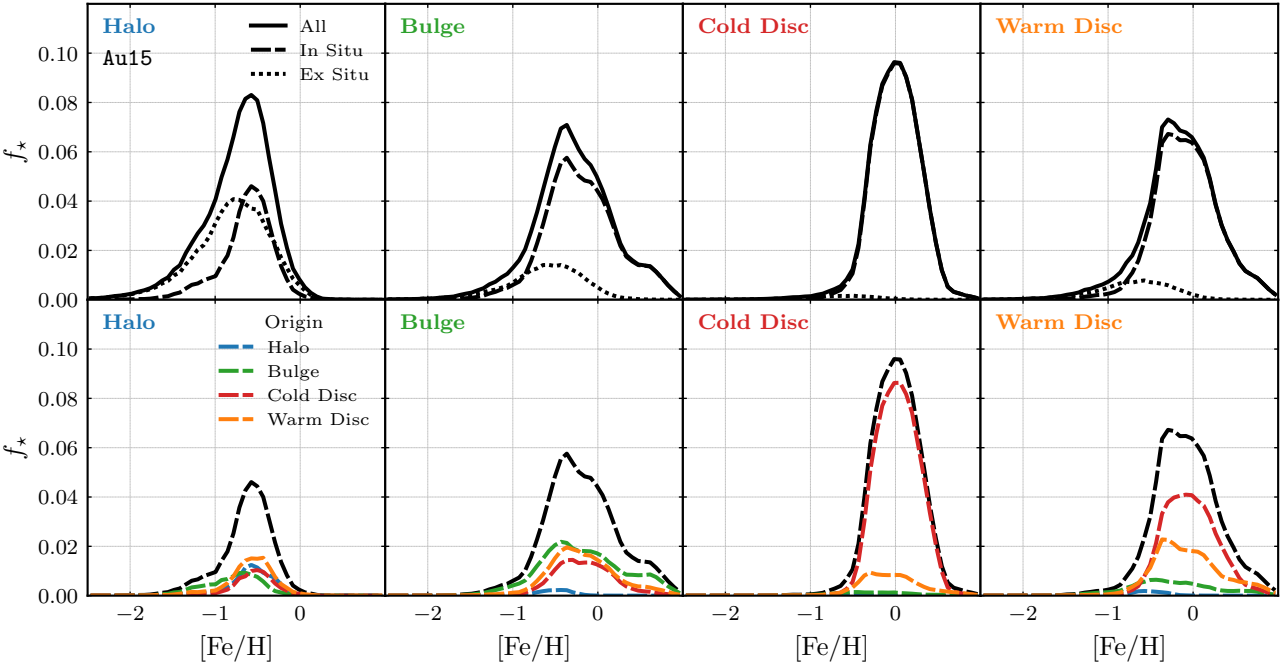 Halo
Au15
All
In Situ
Ex Situ
Bulge
Cold Disc
Warm Disc
0.10
0.08
0.06
0.04
0.02
0.00
f⋆
Halo
Origin
Halo
Bulge
Cold Disc
Warm Disc
Bulge
Cold Disc
Warm Disc
0.10
0.08
0.06
0.04
0.02
0.00
f⋆
−2 −1 0
−2 −1 0
−2 −1 0
−2 −1 0
[Fe/H]
[Fe/H]
[Fe/H]
[Fe/H]